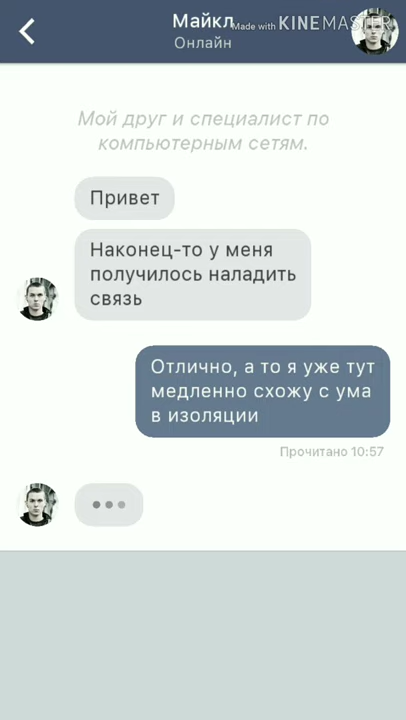 Майкл
Made with KINEMASTER
Онлайн
Мой друг и специалист по
компьютерным сетям.
Привет
Наконец-то у меня
получилось наладить
связь
Отлично, а то я уже тут
медленно схожу с ума
в изоляции
Прочитано 10:57